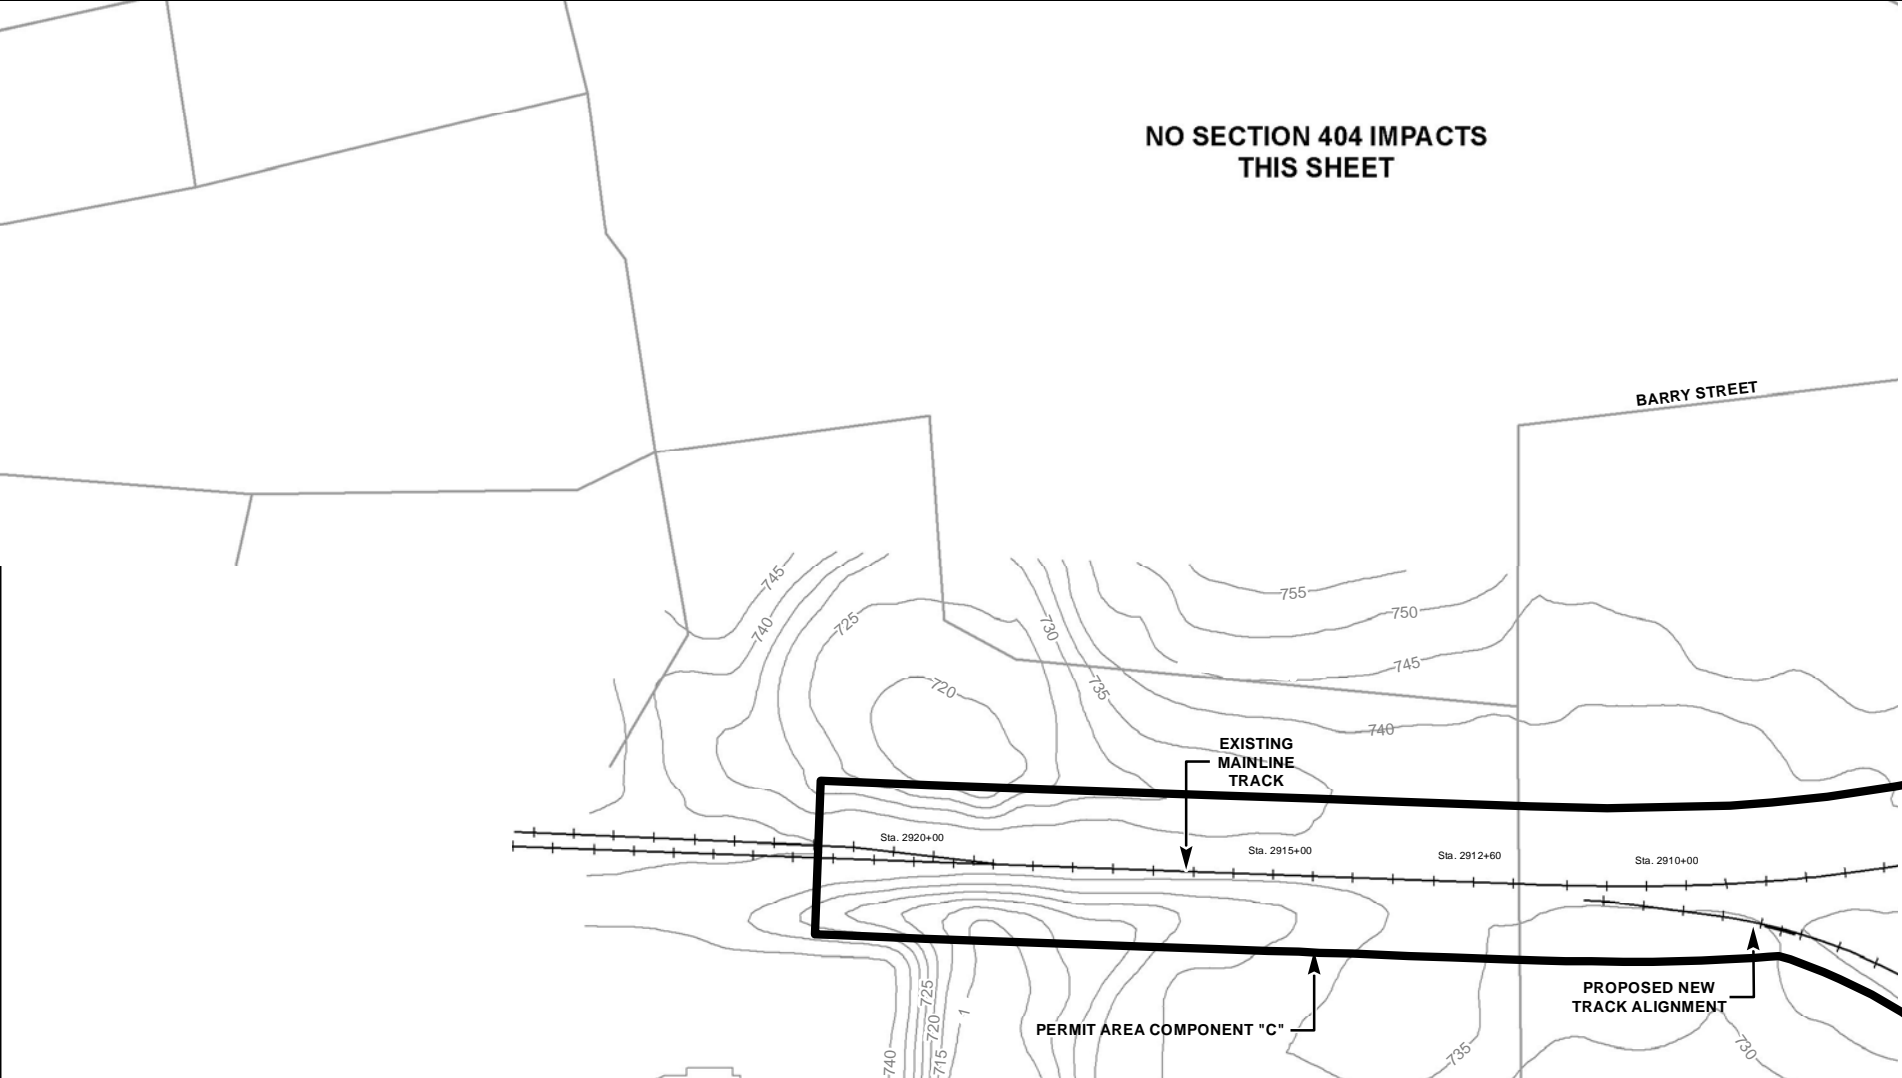 NO SECTION 404 IMPACTS
THIS SHEET
BARRY STREET
745
740
725
720
730
735
755
750
745
740
EXISTING
MAINLINE
TRACK
Sta. 2920+00
Sta. 2915+00
Sta. 2912+60
Sta. 2910+00
PROPOSED NEW
TRACK ALIGNMENT
PERMIT AREA COMPONENT "C"
740
725
720
715
1
735
730